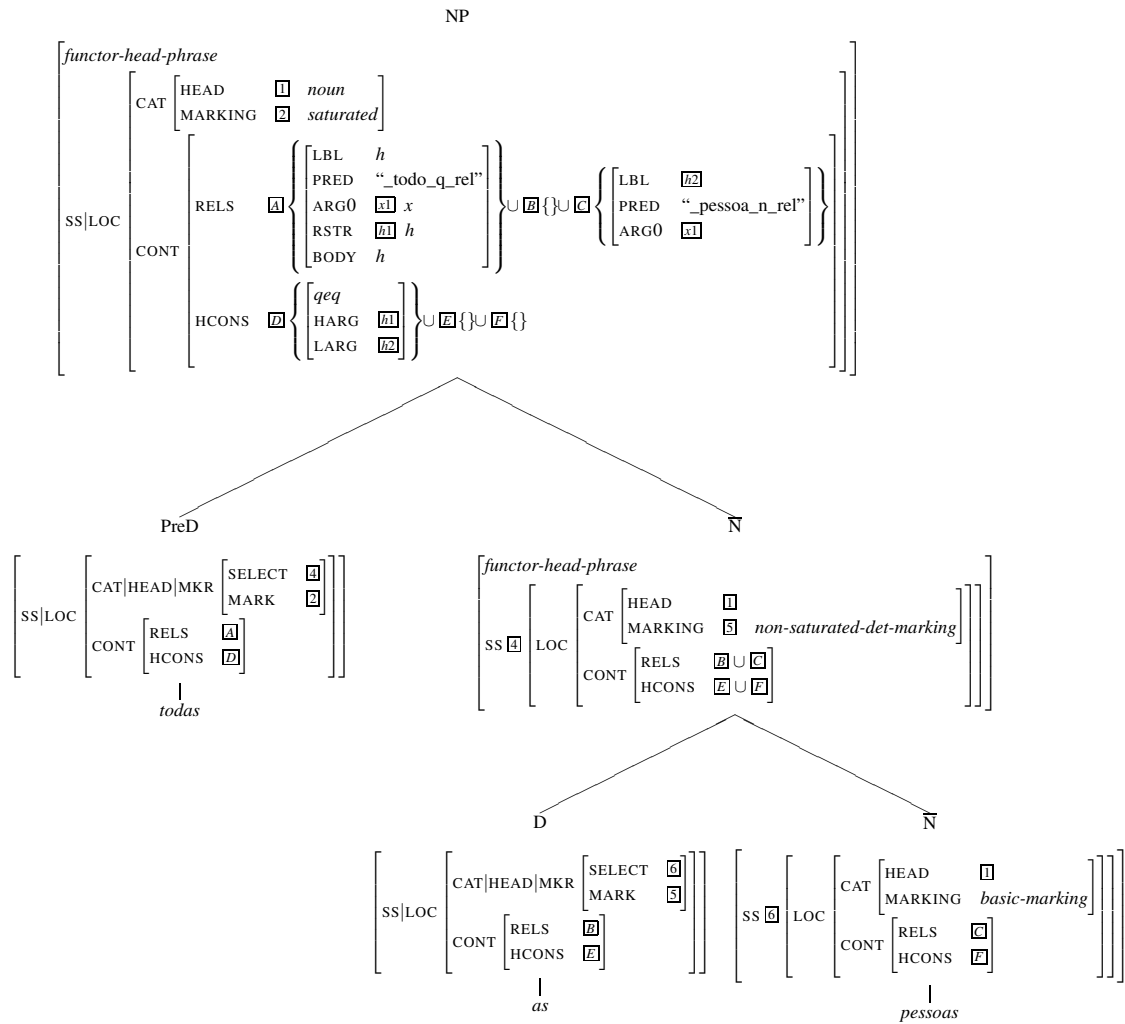 NP
functor-head-phrase
SS|LOC
CAT
HEAD 1 noun
MARKING 2 saturated
CONT
RELS A { LBL h
PRED “_todo_q_rel”
ARG0 x1 x
RSTR h1 h
BODY h } ∪ B {} ∪ C { LBL h2
PRED “_pessoa_n_rel”
ARG0 x1 }
HCONS D { qeq
HARG h1
LARG h2 } ∪ E {} ∪ F {}
PreD
SS|LOC
CAT|HEAD|MKR
SELECT 4
MARK 2
CONT
RELS A
HCONS D
todas
N̅
functor-head-phrase
SS 4 LOC
CAT
HEAD 1
MARKING 5 non-saturated-det-marking
CONT
RELS B ∪ C
HCONS E ∪ F
D
SS|LOC
CAT|HEAD|MKR
SELECT 6
MARK 5
CONT
RELS B
HCONS E
as
N̅
SS 6 LOC
CAT
HEAD 1
MARKING basic-marking
CONT
RELS C
HCONS F
pessoas